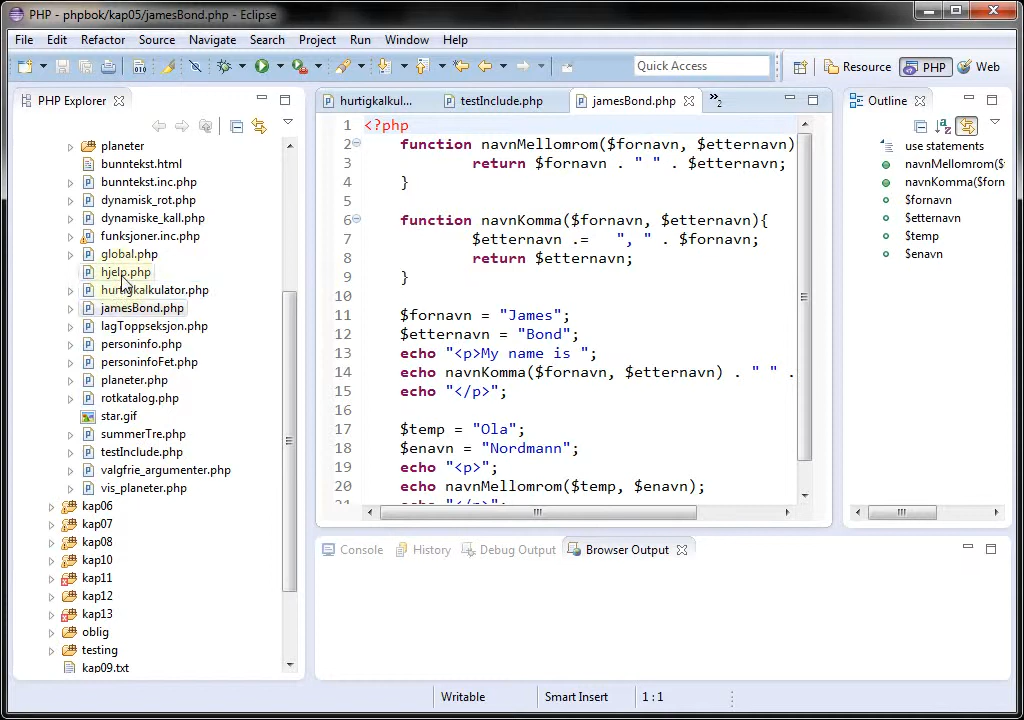 PHP - phpbok/kap05/jamesBond.php - Eclipse
File Edit Refactor Source Navigate Search Project Run Window Help
Quick Access Resource PHP Web
PHP Explorer
planeter
bunntekst.html
bunntekst.inc.php
dynamisk_rot.php
dynamiske_kall.php
funksjoner.inc.php
global.php
hjelp.php
hurtigkalkulator.php
jamesBond.php
lagToppseksjon.php
personinfo.php
personinfoFet.php
planeter.php
rotkatalog.php
star.gif
summerTre.php
testInclude.php
valgfrie_argumenter.php
vis_planeter.php
kap06
kap07
kap08
kap10
kap11
kap12
kap13
oblig
testing
kap09.txt
hurtigkalkul... testInclude.php jamesBond.php »2
1 <?php
2 function navnMellomrom($fornavn, $etternavn)
3 return $fornavn . " " . $etternavn;
4 }
5
6 function navnKomma($fornavn, $etternavn){
7 $etternavn .= ", " . $fornavn;
8 return $etternavn;
9 }
10
11 $fornavn = "James";
12 $etternavn = "Bond";
13 echo "<p>My name is ";
14 echo navnKomma($fornavn, $etternavn) . " " .
15 echo "</p>";
16
17 $temp = "Ola";
18 $enavn = "Nordmann";
19 echo "<p>";
20 echo navnMellomrom($temp, $enavn);
21 echo "</p>";
Outline
use statements
navnMellomrom($
navnKomma($forn
$fornavn
$etternavn
$temp
$enavn
Console History Debug Output Browser Output
Writable Smart Insert 1 : 1